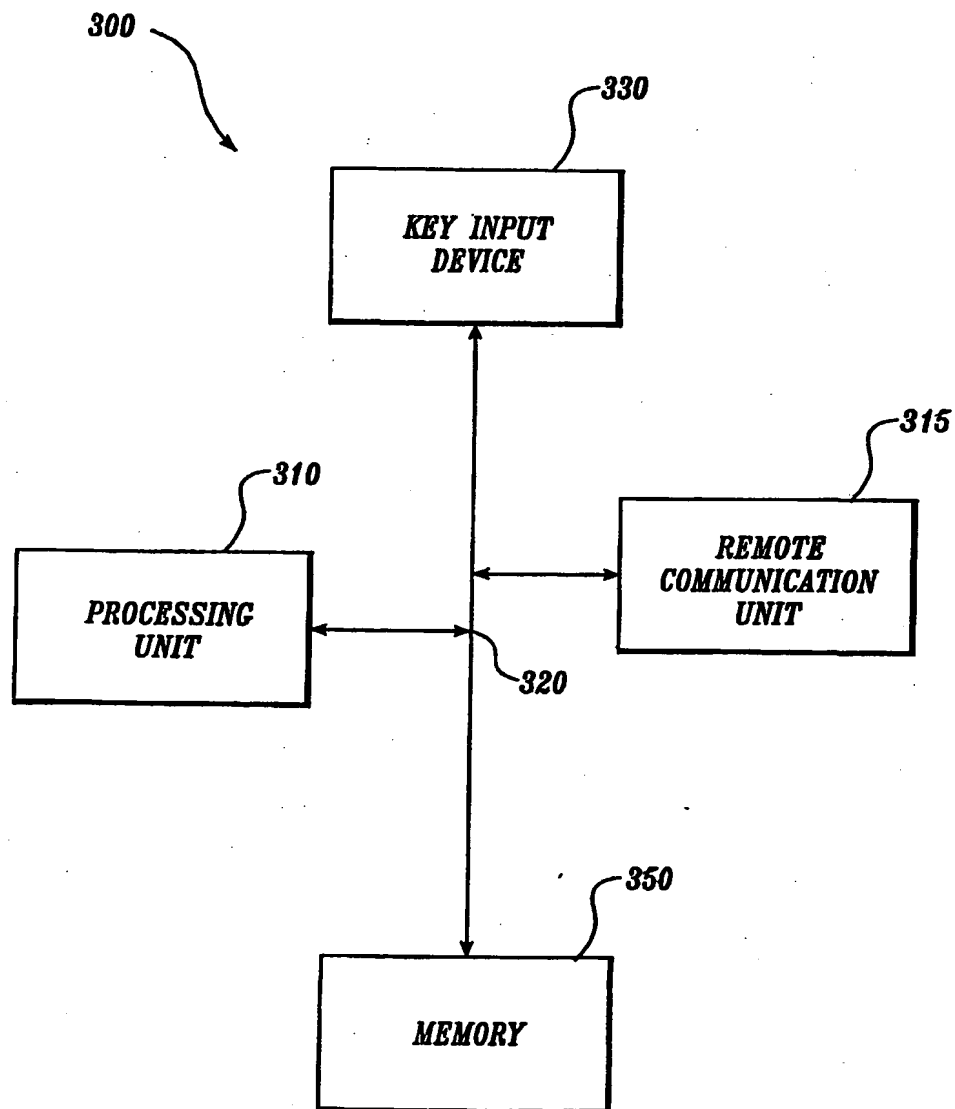 300
330
KEY INPUT
DEVICE
315
310
REMOTE
COMMUNICATION
UNIT
PROCESSING
UNIT
320
350
MEMORY